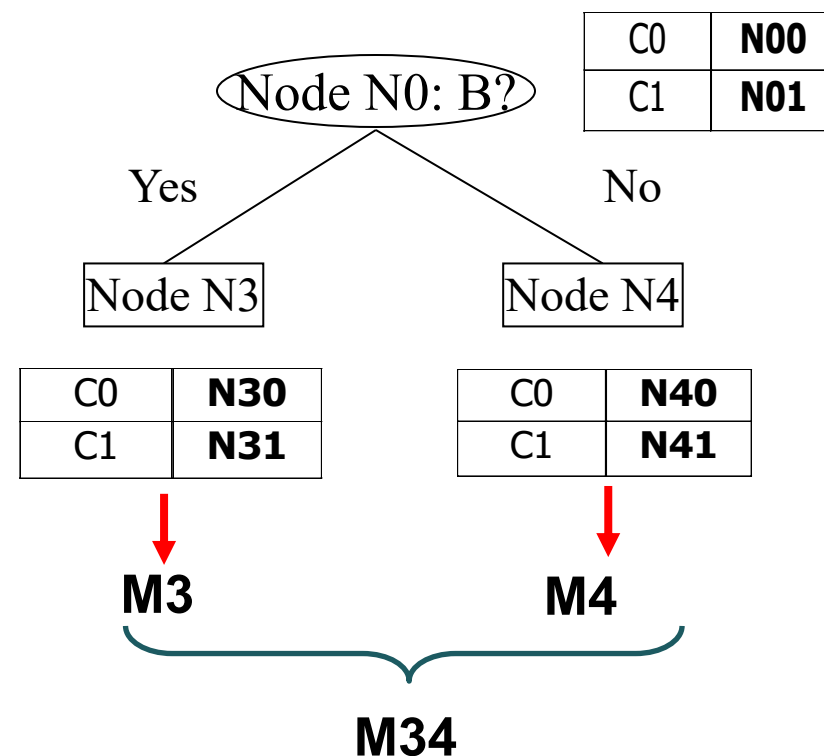 C0 N00
Node N0: B?
C1 N01
Yes No
Node N3 Node N4
C0 N30 C0 N40
C1 N31 C1 N41
M3 M4
M34